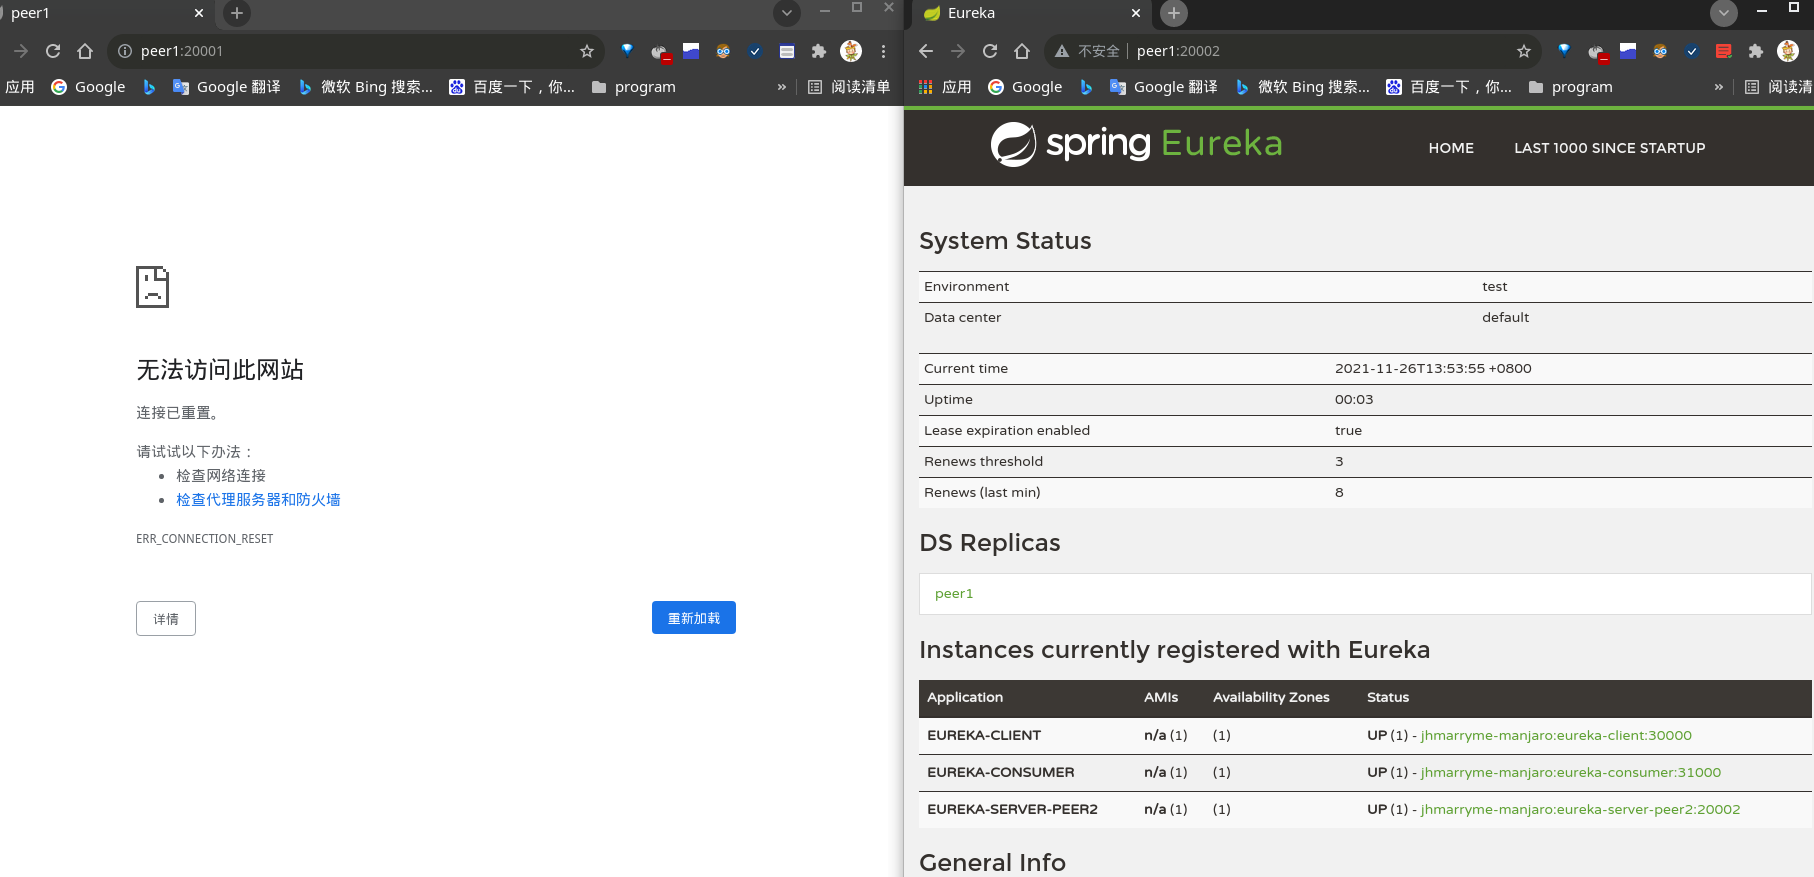 peer1
peer1:20001
应用
Google
Google 翻译
微软 Bing 搜索...
百度一下，你...
program
»
阅读清单
无法访问此网站
连接已重置。
请试试以下办法：
检查网络连接
检查代理服务器和防火墙
ERR_CONNECTION_RESET
详情
重新加载
Eureka
不安全
peer1:20002
应用
Google
Google 翻译
微软 Bing 搜索...
百度一下，你...
program
»
阅读清
spring Eureka
HOME
LAST 1000 SINCE STARTUP
System Status
Environment test
Data center default
Current time 2021-11-26T13:53:55 +0800
Uptime 00:03
Lease expiration enabled true
Renews threshold 3
Renews (last min) 8
DS Replicas
peer1
Instances currently registered with Eureka
Application AMIs Availability Zones Status
EUREKA-CLIENT n/a (1) (1) UP (1) - jhmarryme-manjaro:eureka-client:30000
EUREKA-CONSUMER n/a (1) (1) UP (1) - jhmarryme-manjaro:eureka-consumer:31000
EUREKA-SERVER-PEER2 n/a (1) (1) UP (1) - jhmarryme-manjaro:eureka-server-peer2:20002
General Info